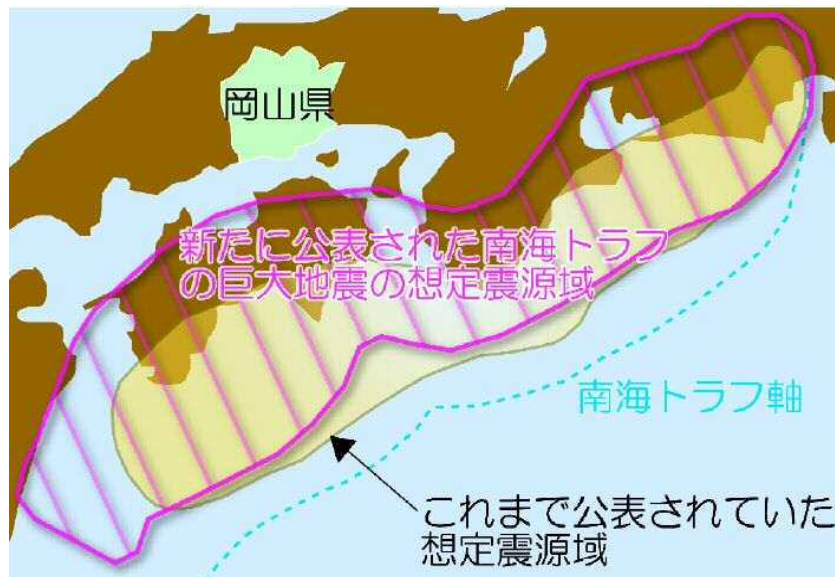 岡山県
新たに公表された南海トラフ
の巨大地震の想定震源域
南海トラフ軸
これまで公表されていた
想定震源域